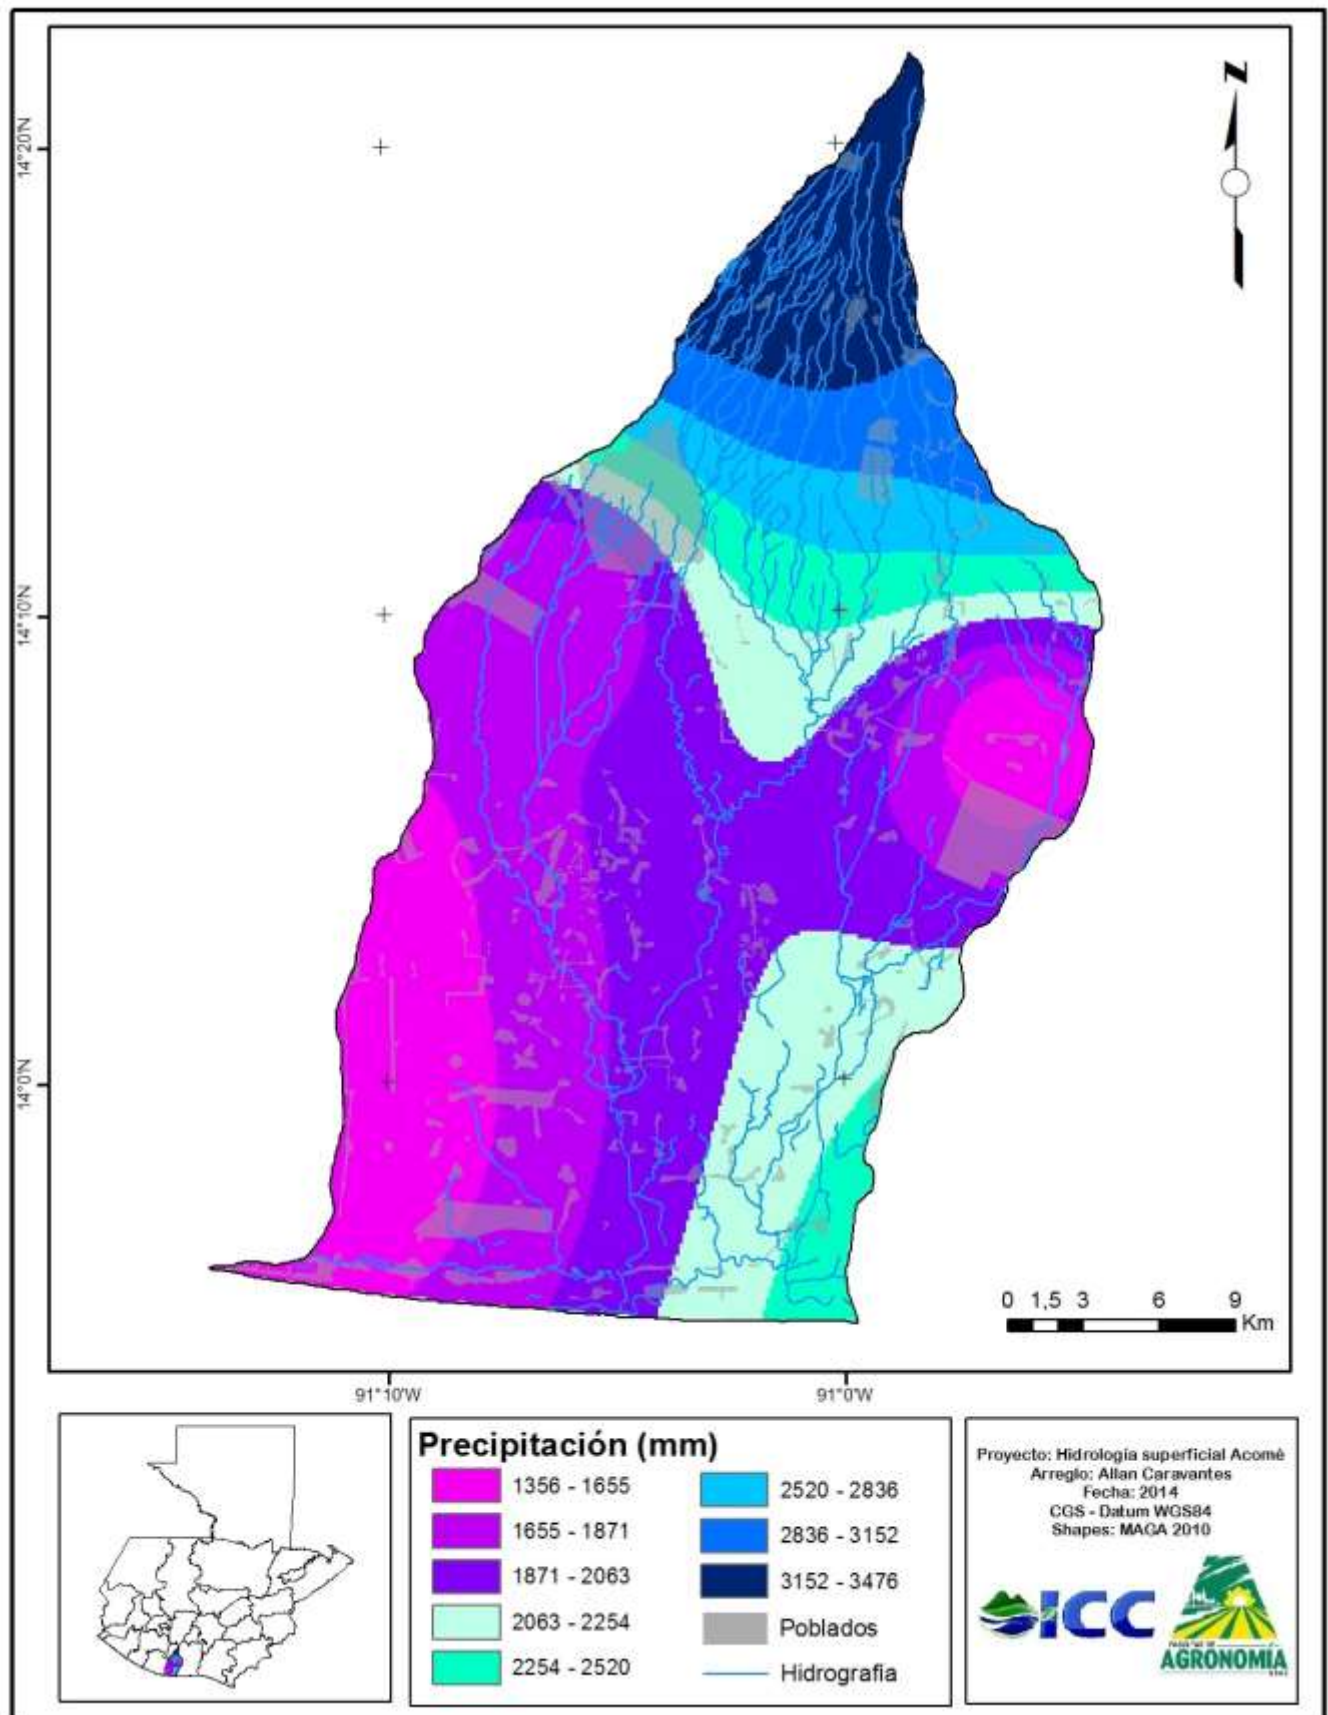 N
14°20'N
14°10'N
14°0'N
91°10'W
91°0'W
0 1,5 3 6 9
Km
Precipitación (mm)
1356 - 1655
1655 - 1871
1871 - 2063
2063 - 2254
2254 - 2520
2520 - 2836
2836 - 3152
3152 - 3476
Poblados
Hidrografía
Proyecto: Hidrología superficial Acomé
Arreglo: Allan Caravantes
Fecha: 2014
CGS - Datum WGS84
Shapes: MAGA 2010
ICC
FACULTAD DE
AGRONOMIA